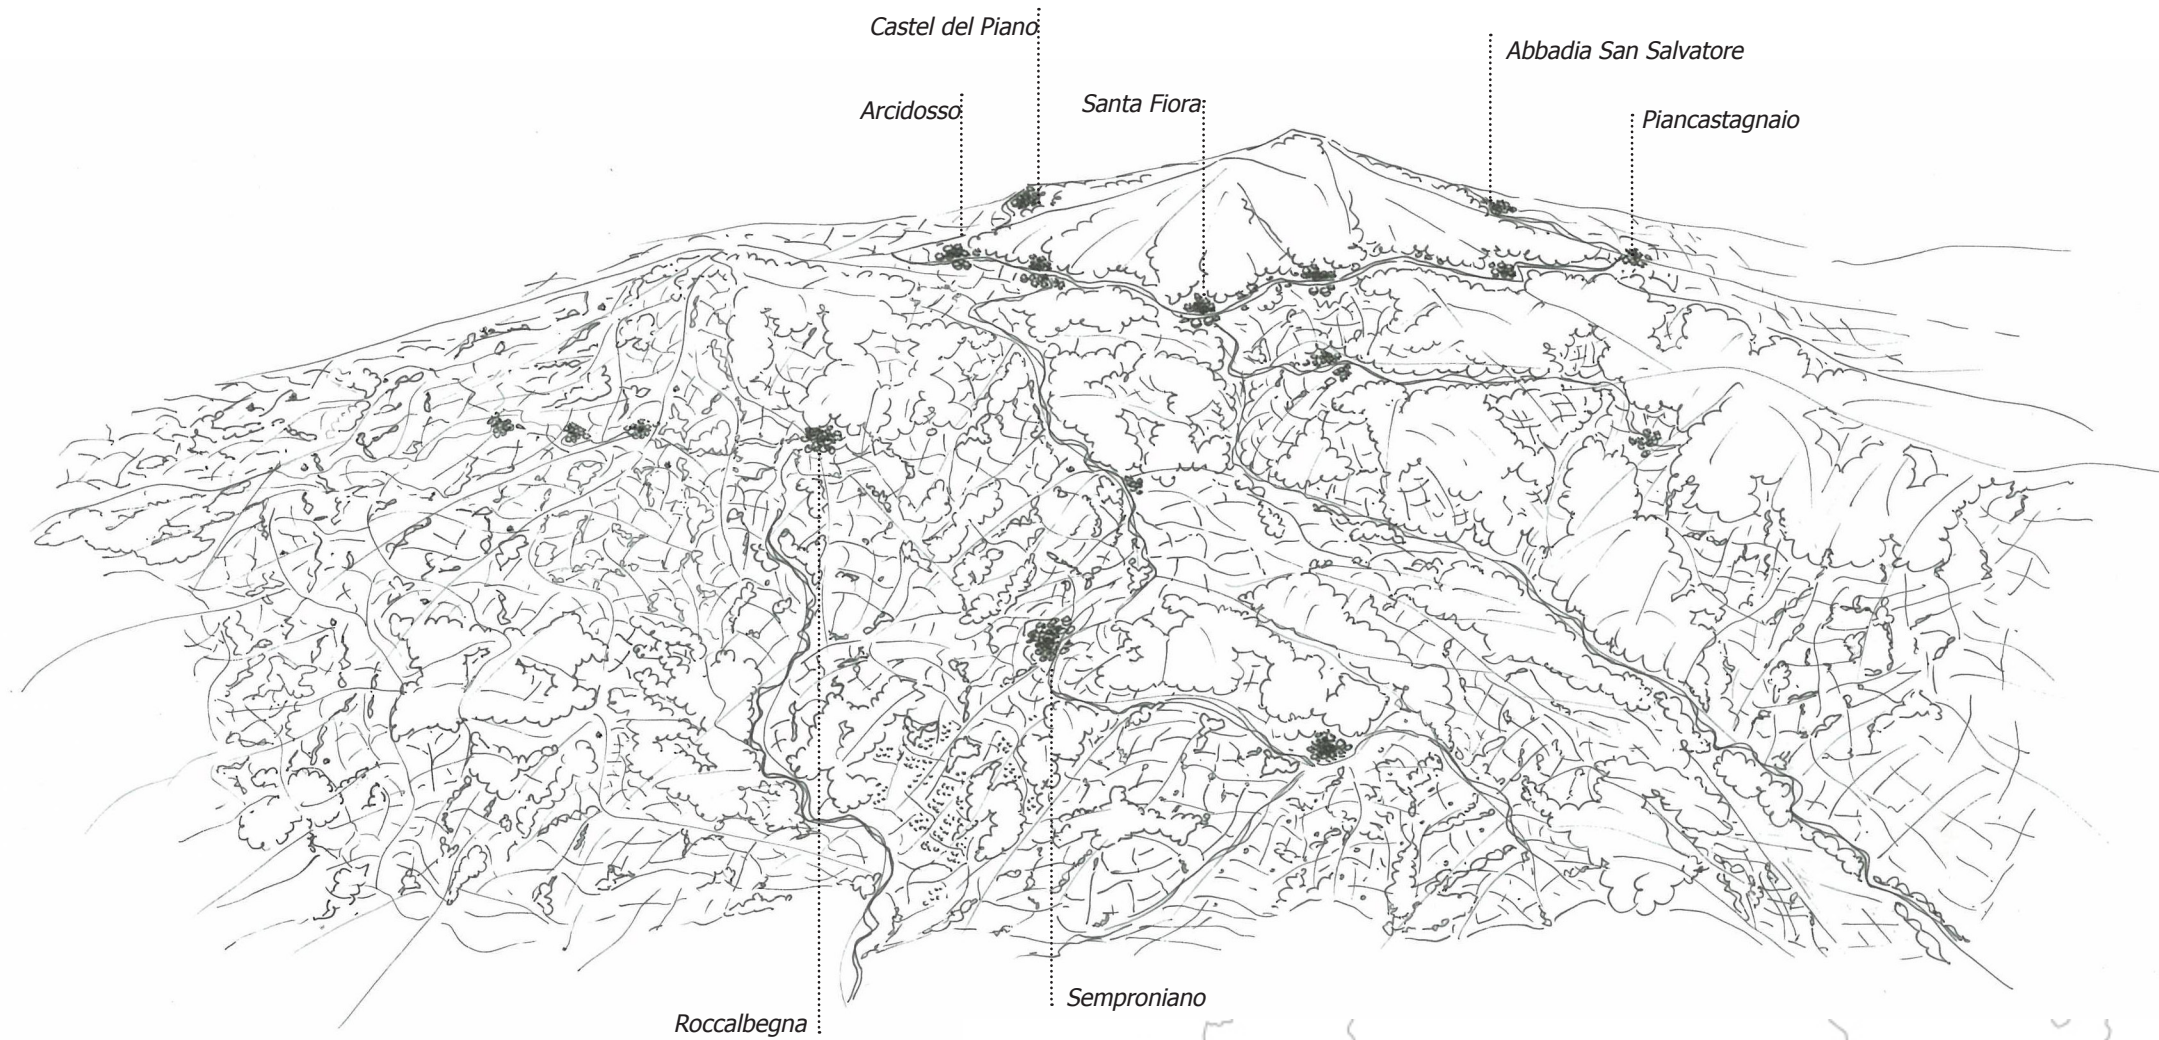 Castel del Piano
Abbadia San Salvatore
Arcidosso
Santa Fiora
Piancastagnaio
Semproniano
Roccalbegna